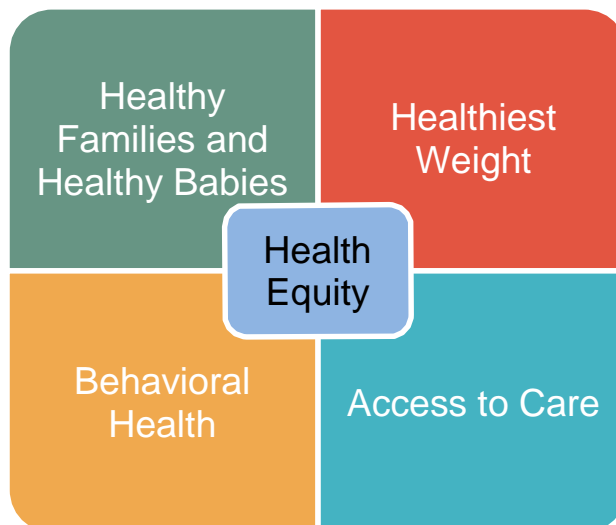 Healthy
Families and
Healthy Babies
Healthiest
Weight
Health
Equity
Behavioral
Health
Access to Care